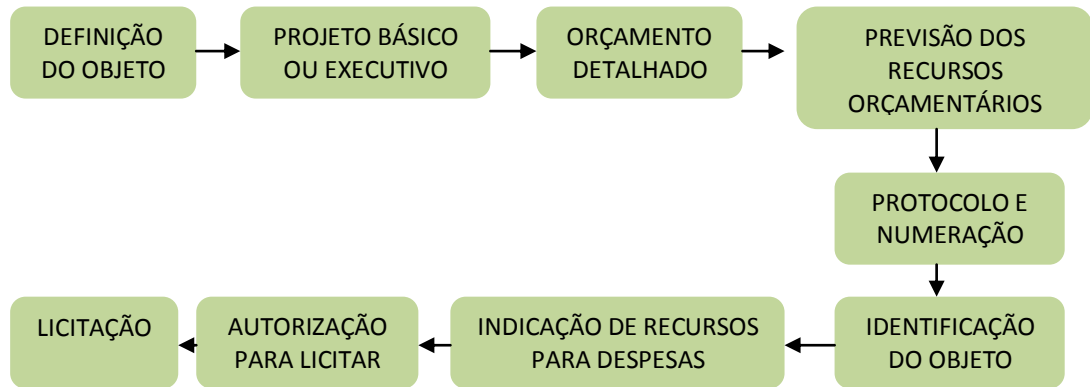 DEFINIÇÃO
DO OBJETO
PROJETO BÁSICO
OU EXECUTIVO
ORÇAMENTO
DETALHADO
PREVISÃO DOS
RECURSOS
ORÇAMENTÁRIOS
PROTOCOLO E
NUMERAÇÃO
IDENTIFICAÇÃO
DO OBJETO
INDICAÇÃO DE RECURSOS
PARA DESPESAS
AUTORIZAÇÃO
PARA LICITAR
LICITAÇÃO